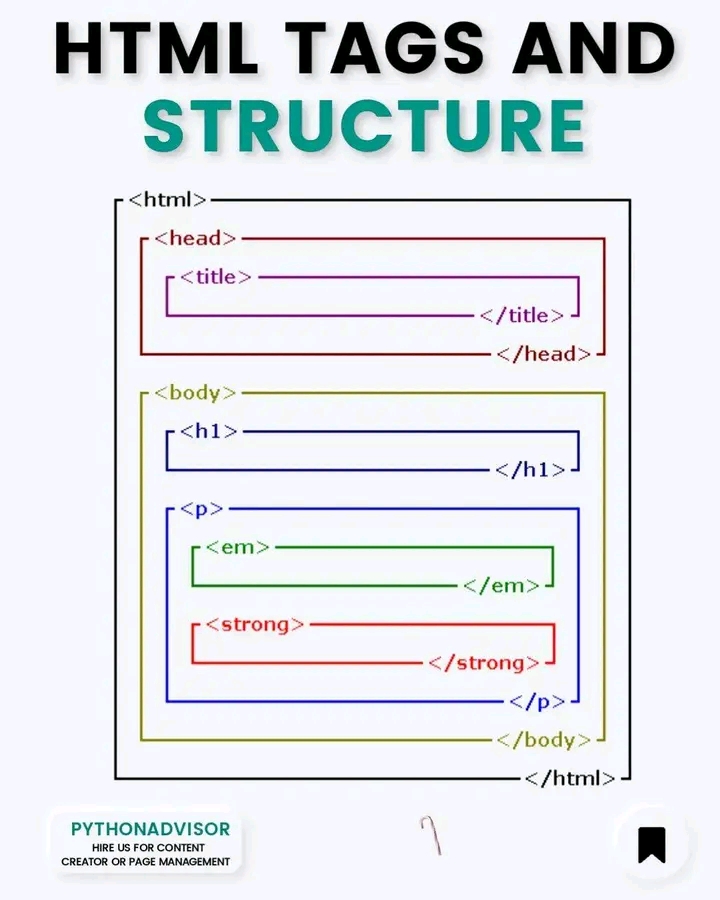 HTML TAGS AND
STRUCTURE
<html>
<head>
<title>
</title>
</head>
<body>
<h1>
</h1>
<p>
<em>
</em>
<strong>
</strong>
</p>
</body>
</html>
PYTHONADVISOR
HIRE US FOR CONTENT
CREATOR OR PAGE MANAGEMENT